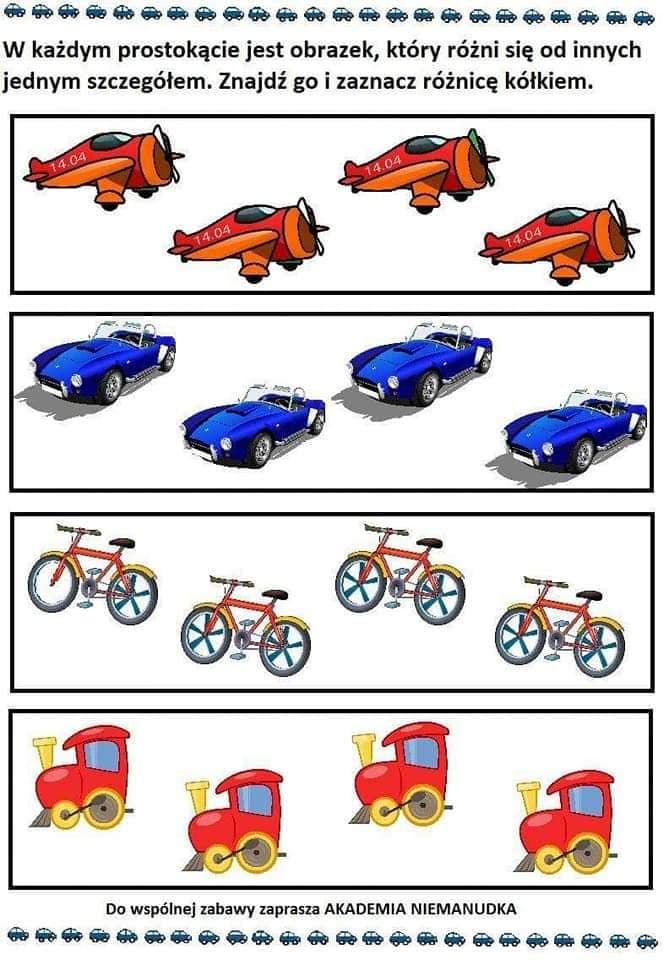 W każdym prostokącie jest obrazek, który różni się od innych
jednym szczegółem. Znajdź go i zaznacz różnicę kółkiem.
14.04
14.04
14.04
14.04
Do wspólnej zabawy zaprasza AKADEMIA NIEMANUDKA